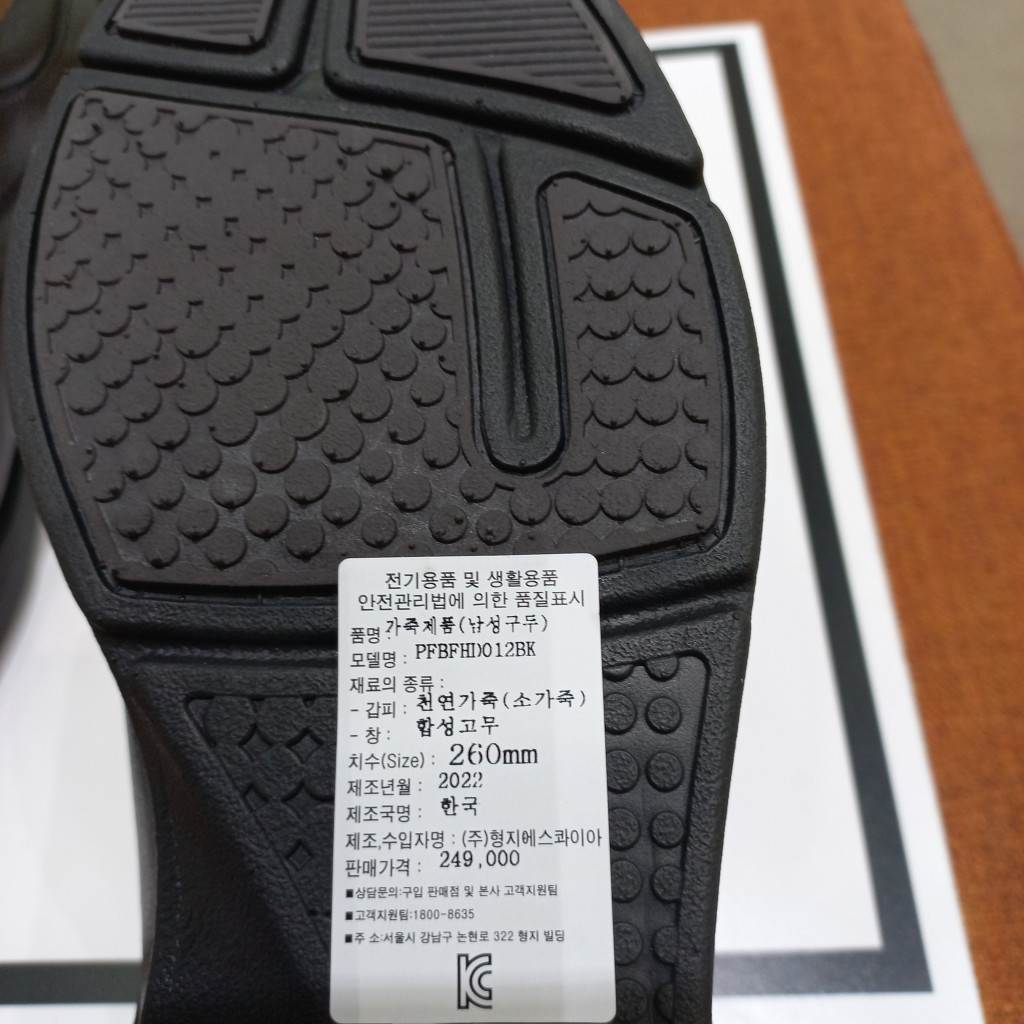 전기용품 및 생활용품
안전관리법에 의한 품질표시
품명 : 가죽제품(남성구두)
모델명 : PFBFHD012BK
재료의 종류 :
- 갑피 : 천연가죽(소가죽)
- 창 : 합성고무
치수(Size) : 260mm
제조년월 : 2022
제조국명 : 한국
제조,수입자명 : (주)형지에스콰이아
판매가격 : 249,000
■상담문의:구입 판매점 및 본사 고객지원팀
■고객지원팀:1800-8635
■주 소:서울시 강남구 논현로 322 형지 빌딩
KC